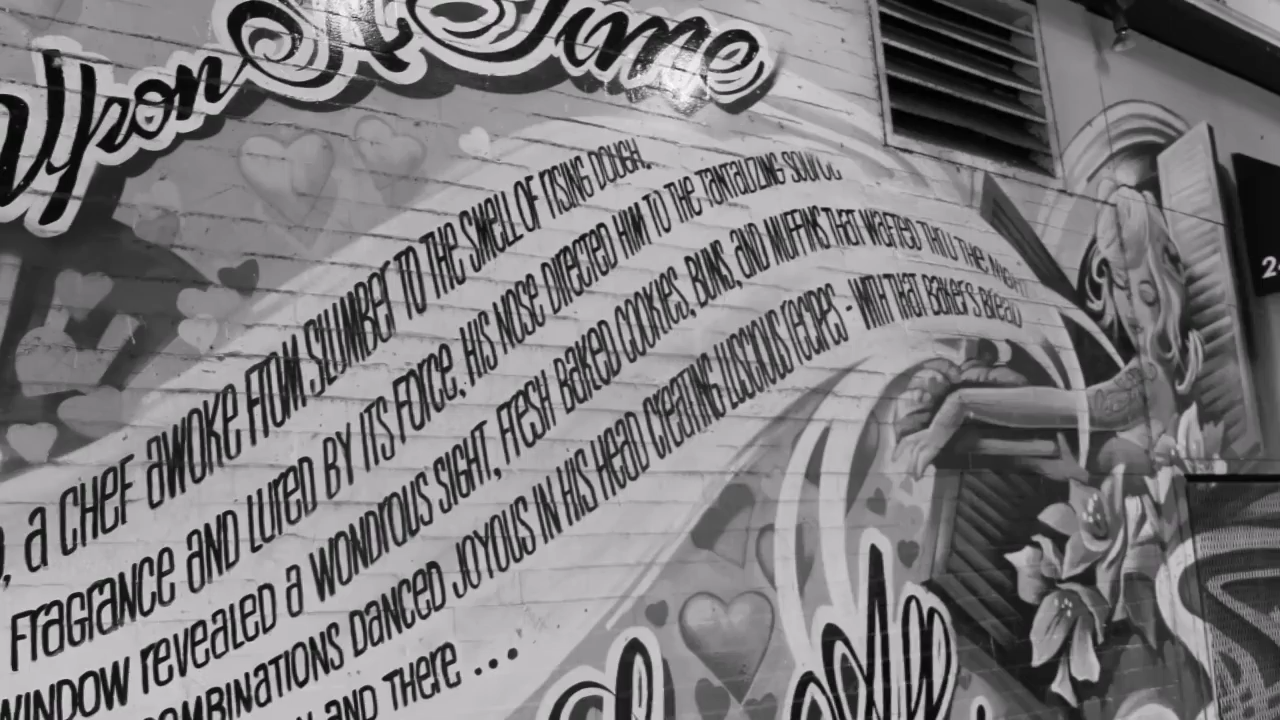 Upon A Time
, a CHEF awOKE FrOM SLUMBEr TO THE SMELL OF rISING DOUGH.
FraGraNCE aND LUrED BY ITS FOrCE. HIS NOSE DIrECTED HIM TO THE TaNTaLIZING SOUrCE
WINDOW rEVEaLED a WONDrOUS SIGHT, FrESH BaKED COOKIES, BUNS, aND MUFFINS THaT WaFTED THrU THE NIGHT
COMBINATIONS DaNCED JOYOUS IN HIS HEaD CrEaTING LUSCIOUS rECIPES - WITH THaT BaKEr'S BrEaD
aND THErE ...